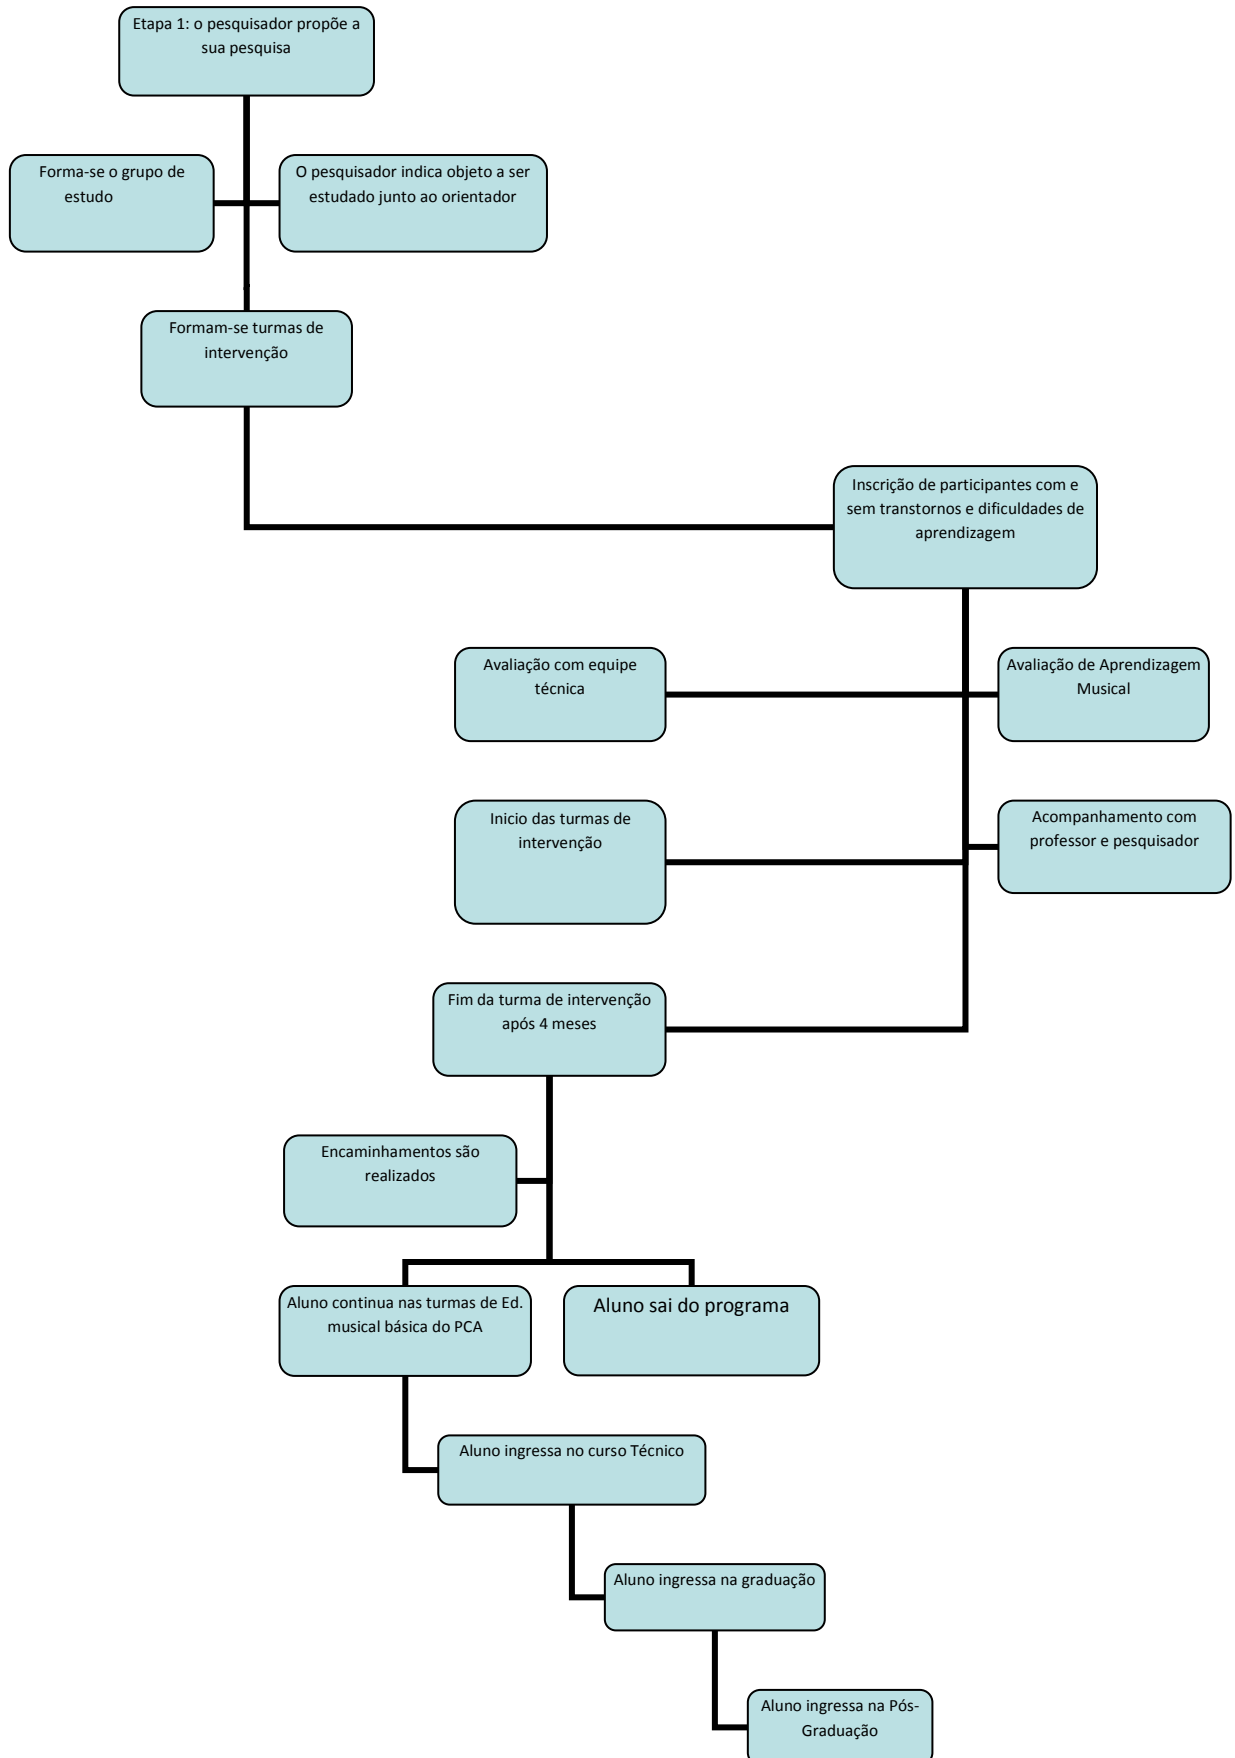 Etapa 1: o pesquisador propõe a
sua pesquisa
Forma-se o grupo de
estudo
O pesquisador indica objeto a ser
estudado junto ao orientador
Formam-se turmas de
intervenção
Inscrição de participantes com e
sem transtornos e dificuldades de
aprendizagem
Avaliação com equipe
técnica
Avaliação de Aprendizagem
Musical
Inicio das turmas de
intervenção
Acompanhamento com
professor e pesquisador
Fim da turma de intervenção
após 4 meses
Encaminhamentos são
realizados
Aluno continua nas turmas de Ed.
musical básica do PCA
Aluno sai do programa
Aluno ingressa no curso Técnico
Aluno ingressa na graduação
Aluno ingressa na Pós-
Graduação